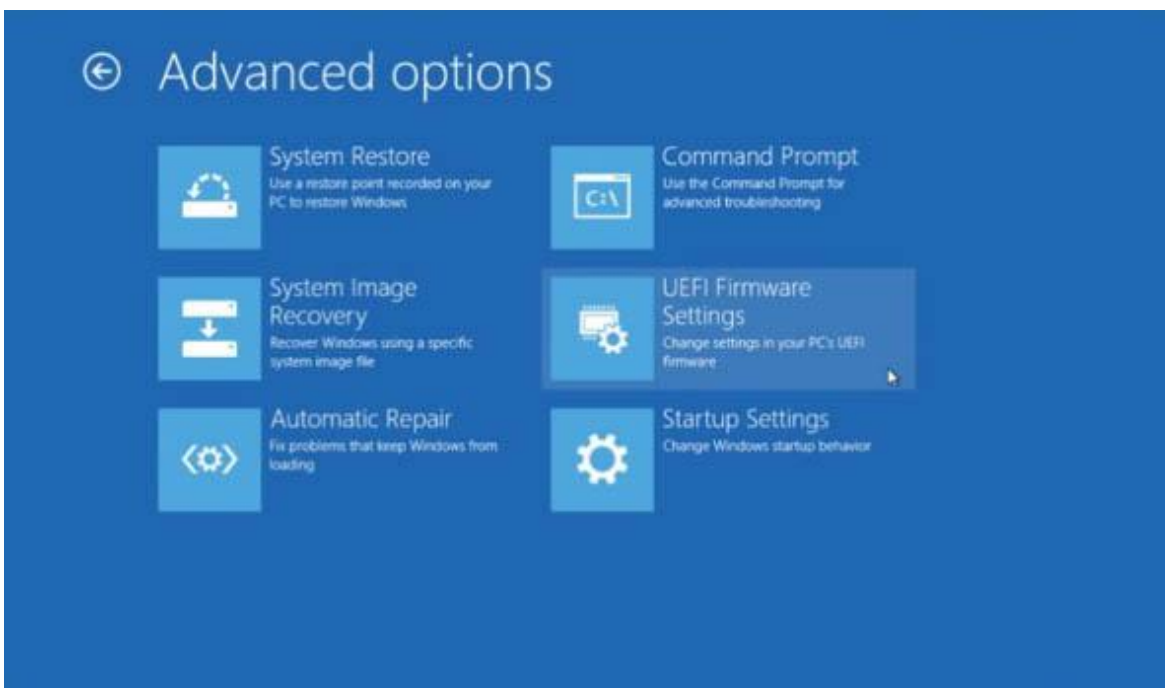 Advanced options
System Restore
Use a restore point recorded on your
PC to restore Windows
Command Prompt
Use the Command Prompt for
advanced troubleshooting
System Image
Recovery
Recover Windows using a specific
system image file
UEFI Firmware
Settings
Change settings in your PC's UEFI
firmware
Automatic Repair
Fix problems that keep Windows from
loading
Startup Settings
Change Windows startup behavior
C:\